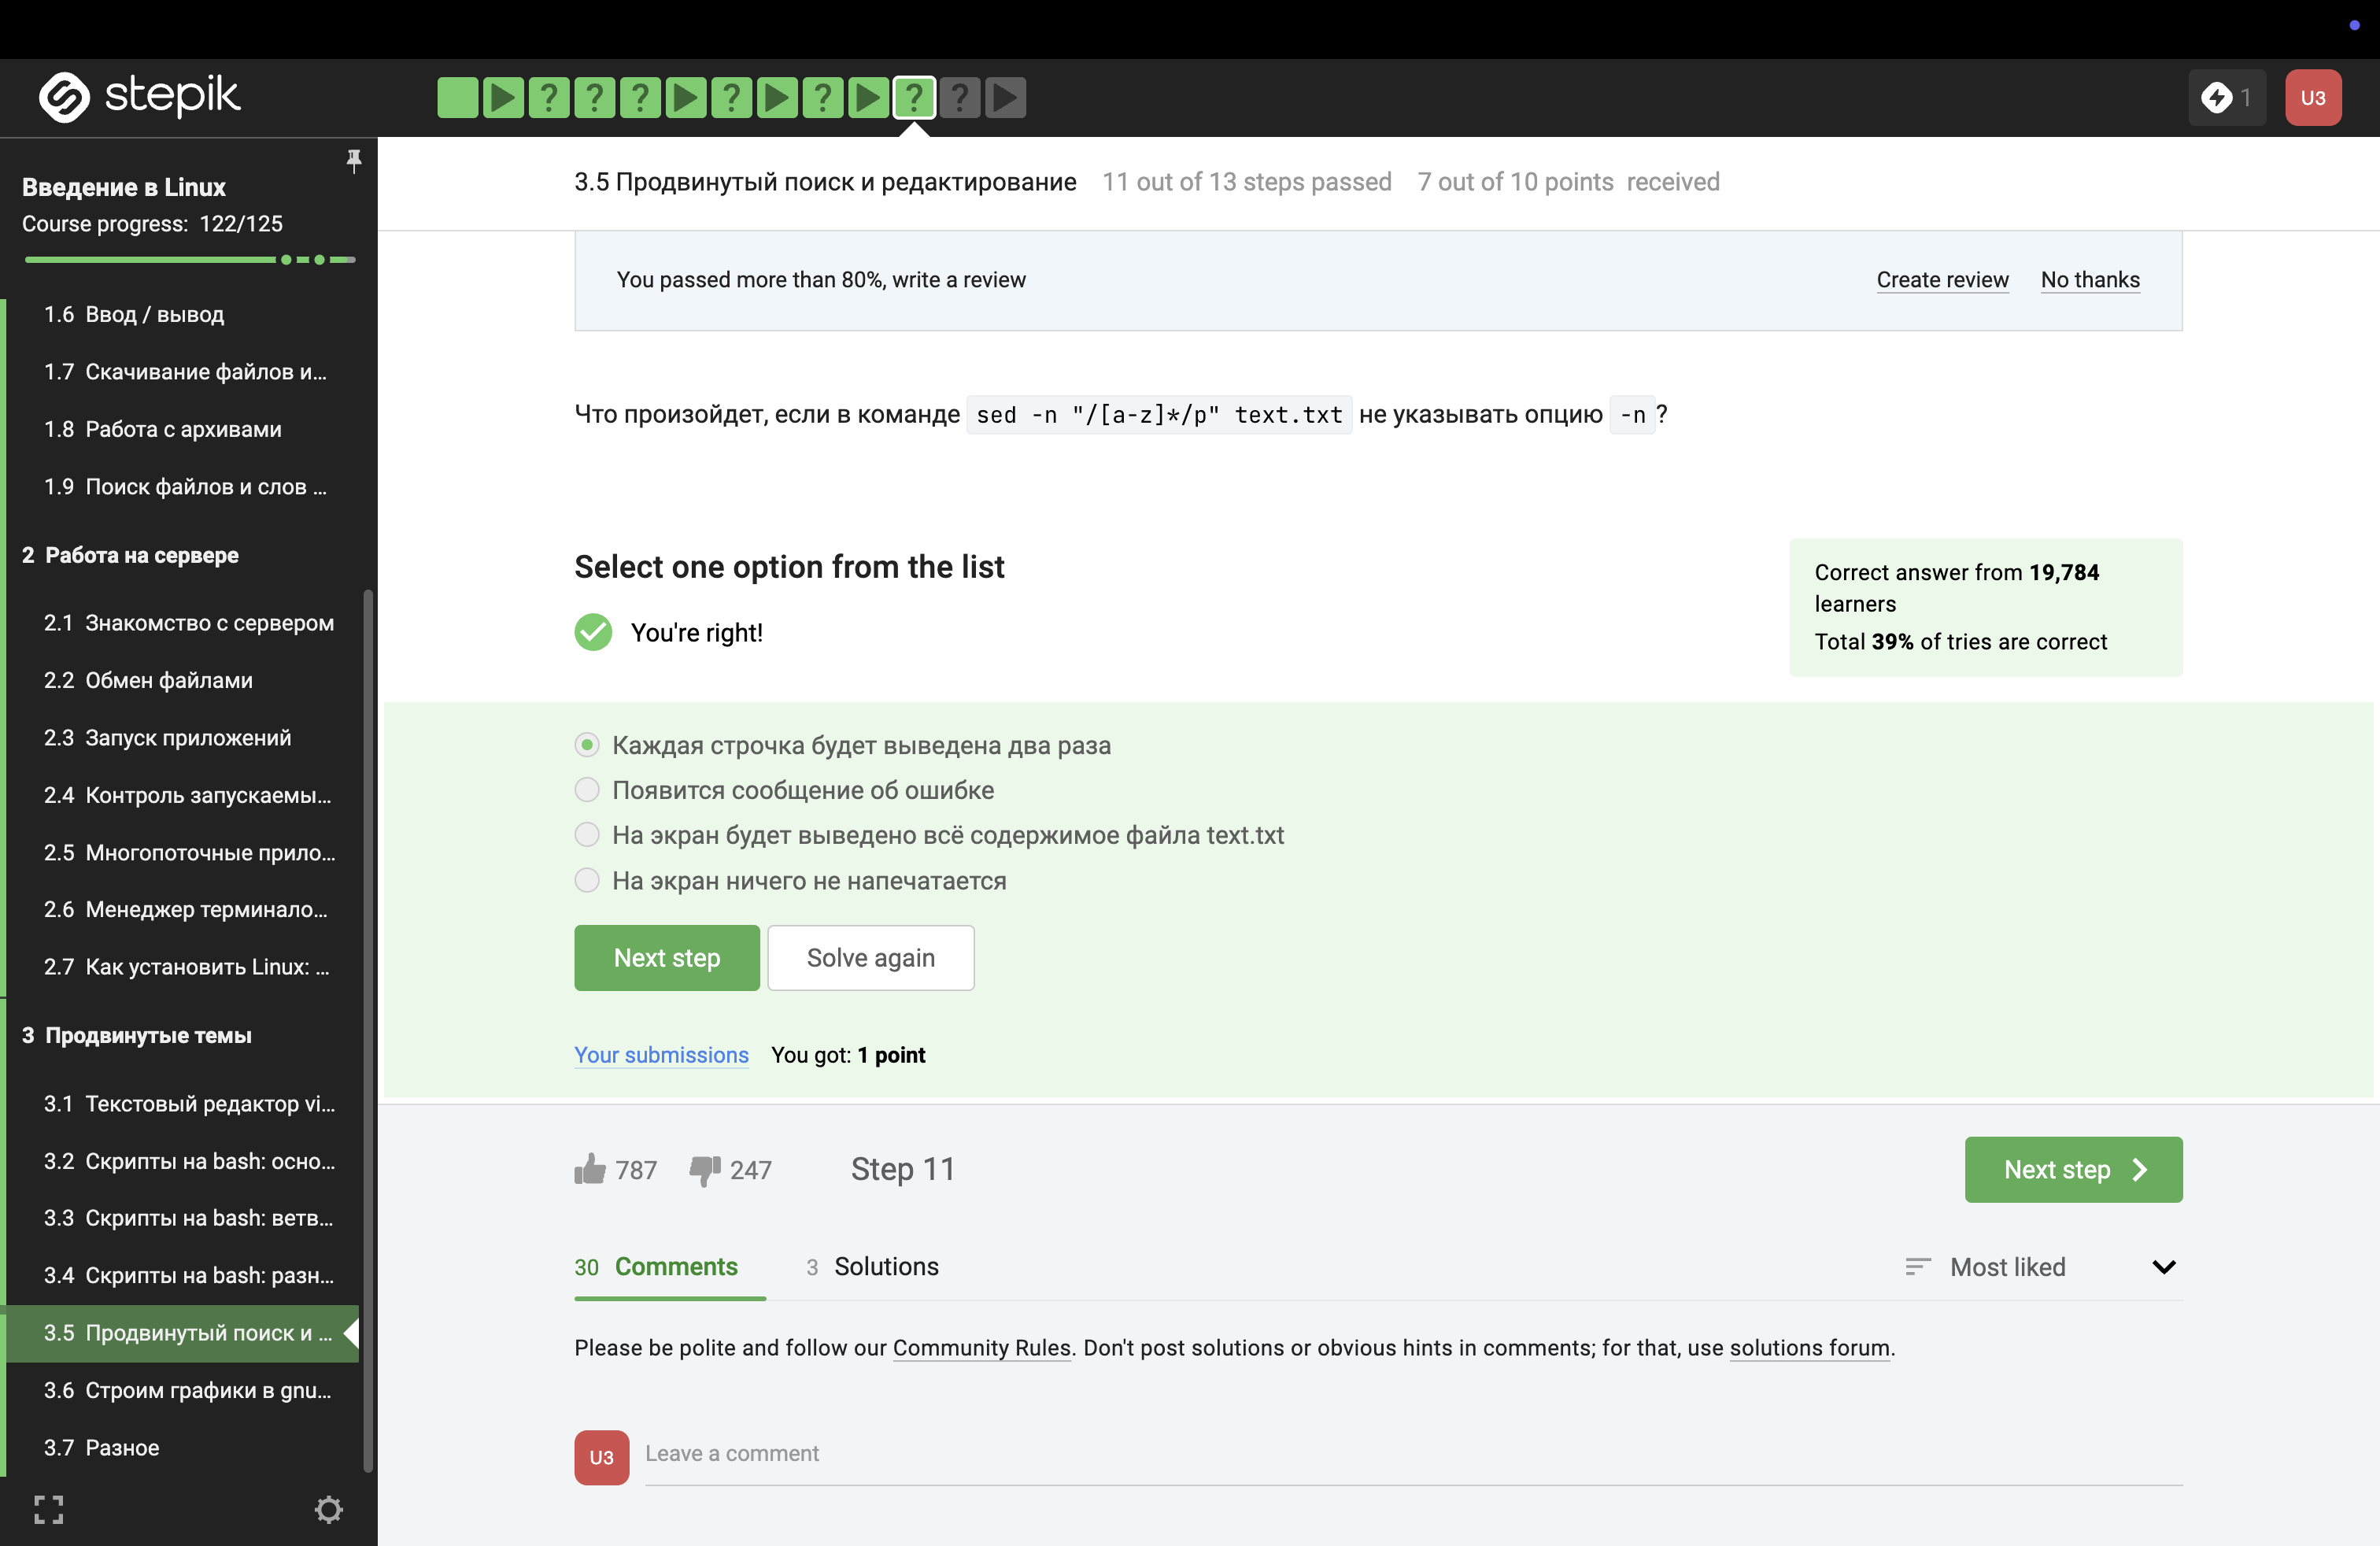 stepik
? ? ? ? ? ? ?
1
U3
Введение в Linux
Course progress: 122/125
1.6 Ввод / вывод
1.7 Скачивание файлов и...
1.8 Работа с архивами
1.9 Поиск файлов и слов ...
2 Работа на сервере
2.1 Знакомство с сервером
2.2 Обмен файлами
2.3 Запуск приложений
2.4 Контроль запускаемы...
2.5 Многопоточные прило...
2.6 Менеджер терминало...
2.7 Как установить Linux: ...
3 Продвинутые темы
3.1 Текстовый редактор vi...
3.2 Скрипты на bash: осно...
3.3 Скрипты на bash: ветв...
3.4 Скрипты на bash: разн...
3.5 Продвинутый поиск и ...
3.6 Строим графики в gnu...
3.7 Разное
3.5 Продвинутый поиск и редактирование 11 out of 13 steps passed 7 out of 10 points received
You passed more than 80%, write a review Create review No thanks
Что произойдет, если в команде sed -n "/[a-z]*/p" text.txt не указывать опцию -n?
Select one option from the list
You're right!
Correct answer from 19,784
learners
Total 39% of tries are correct
Каждая строчка будет выведена два раза
Появится сообщение об ошибке
На экран будет выведено всё содержимое файла text.txt
На экран ничего не напечатается
Next step Solve again
Your submissions You got: 1 point
787 247 Step 11 Next step
30 Comments 3 Solutions Most liked
Please be polite and follow our Community Rules. Don't post solutions or obvious hints in comments; for that, use solutions forum.
U3 Leave a comment